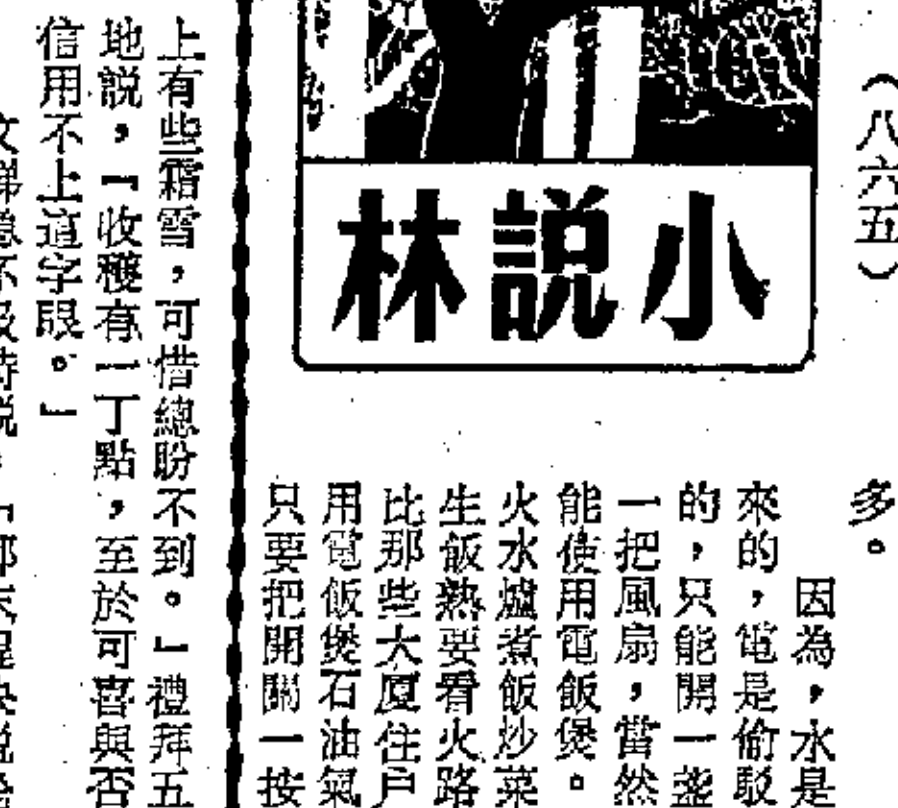 （八六五）
小説林
多。
因為，水是
來的，電是偷駁
的，只能開一盞
一把風扇，當然
能使用電飯煲。
火水爐煮飯炒菜
生飯熟要看火路
比那些大厦住戶
用電飯煲石油氣
只要把開關一按
上有些霜雪，可惜總盼不到。」禮拜五
地説，「收穫有一丁點，至於可喜與否
信用不上這字眼。」